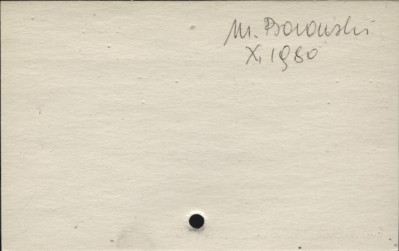 M. Borowski
X, 1980